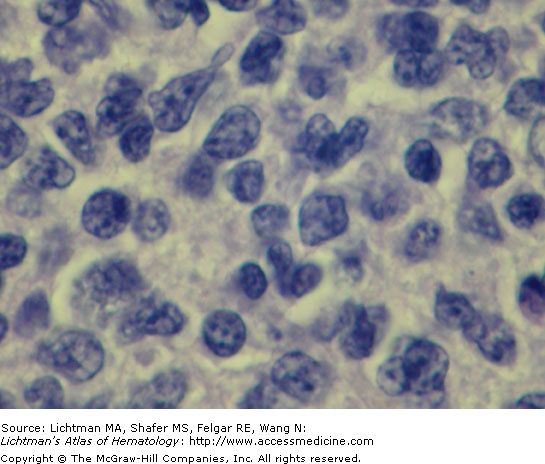 Source: Lichtman MA, Shafer MS, Felgar RE, Wang N:
Lichtman's Atlas of Hematology: http://www.accessmedicine.com
Copyright © The McGraw-Hill Companies, Inc. All rights reserved.